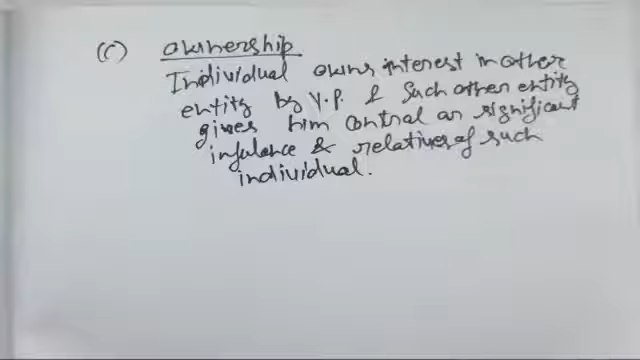 (C) ownership
Individual owns interest in other
entity by V.P. & Such other entity
gives him control or significant
infulance & relatives of such
individual.